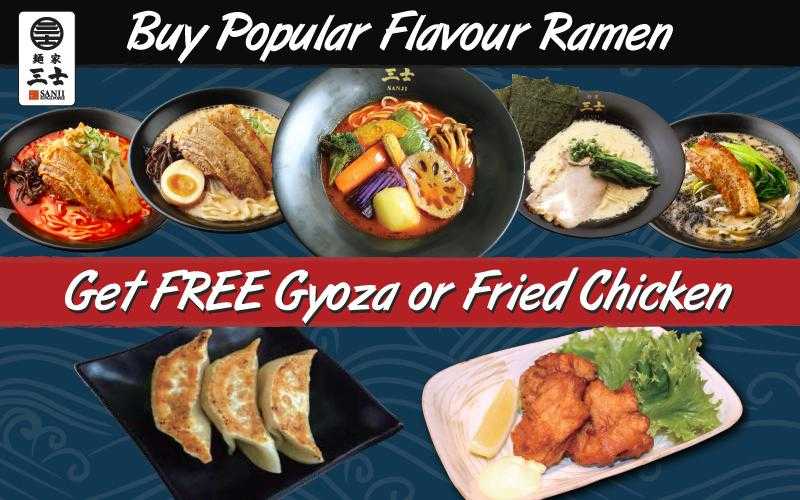 Buy Popular Flavour Ramen
麺家
三士
SANJI
三士
SANJI
三士
Get FREE Gyoza or Fried Chicken